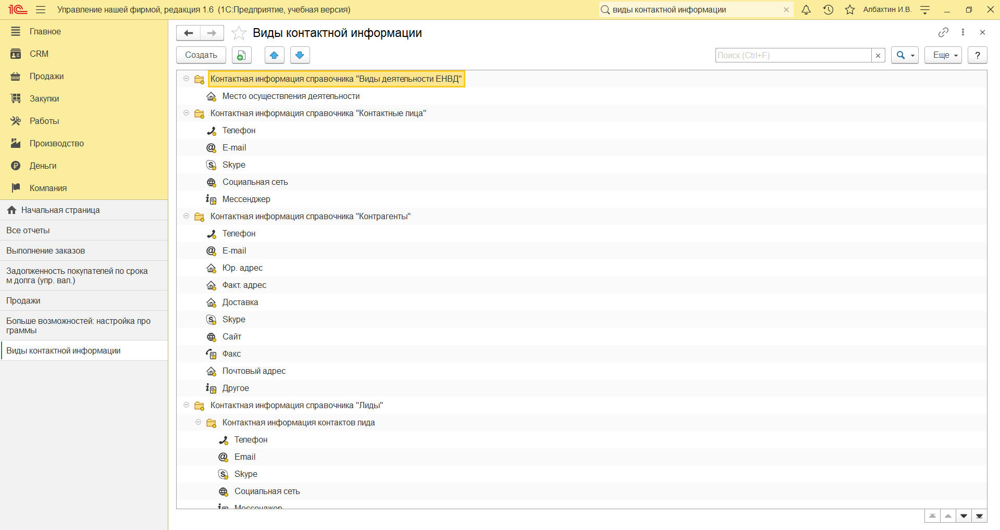 1С Управление нашей фирмой, редакция 1.6 (1С:Предприятие, учебная версия)
виды контактной информации
Албахтин И.В.
Главное
CRM
Продажи
Закупки
Работы
Производство
Деньги
Компания
Начальная страница
Все отчеты
Выполнение заказов
Задолженность покупателей по срока
м долга (упр. вал.)
Продажи
Больше возможностей: настройка про
граммы
Виды контактной информации
Виды контактной информации
Создать
Поиск (Ctrl+F)
Еще
?
Контактная информация справочника "Виды деятельности ЕНВД"
Место осуществления деятельности
Контактная информация справочника "Контактные лица"
Телефон
E-mail
Skype
Социальная сеть
Мессенджер
Контактная информация справочника "Контрагенты"
Телефон
E-mail
Юр. адрес
Факт. адрес
Доставка
Skype
Сайт
Факс
Почтовый адрес
Другое
Контактная информация справочника "Лиды"
Контактная информация контактов лида
Телефон
Email
Skype
Социальная сеть
Мессенджер